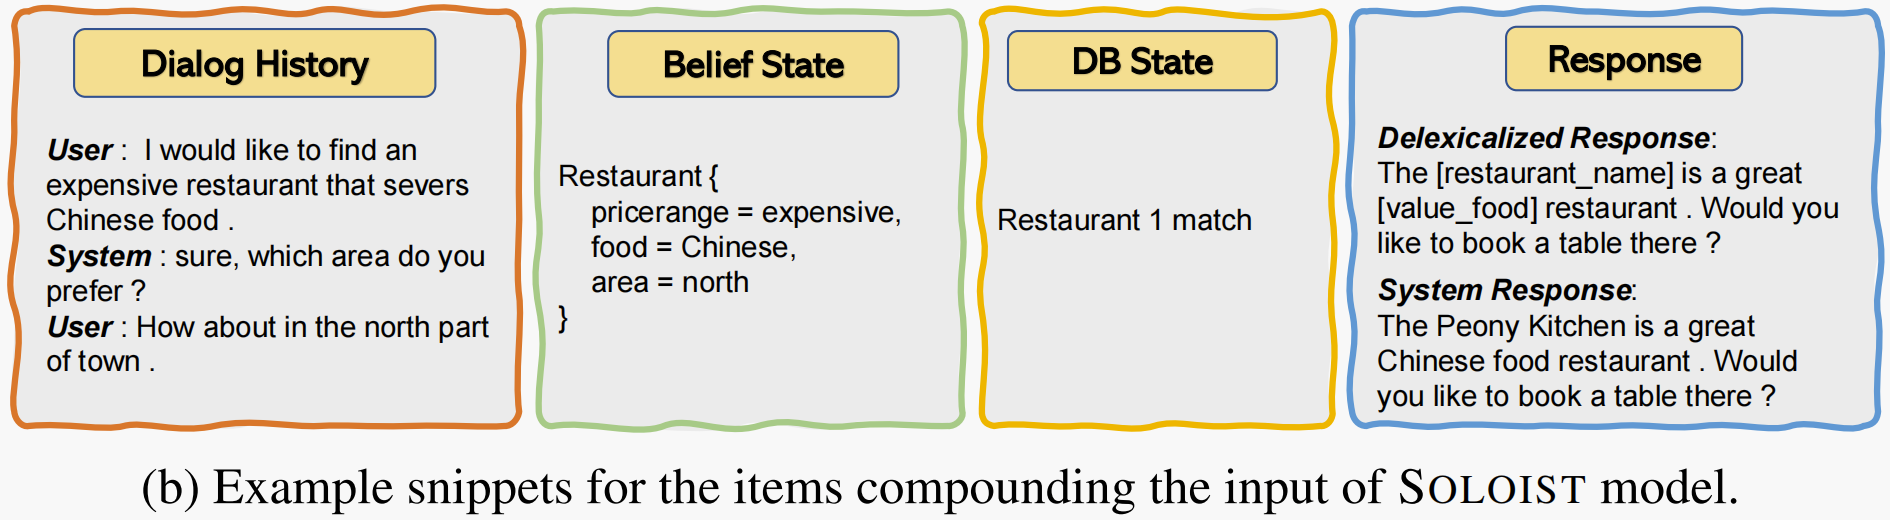 Dialog History
User : I would like to find an
expensive restaurant that severs
Chinese food .
System : sure, which area do you
prefer ?
User : How about in the north part
of town .
Belief State
Restaurant {
pricerange = expensive,
food = Chinese,
area = north
}
DB State
Restaurant 1 match
Response
Delexicalized Response:
The [restaurant_name] is a great
[value_food] restaurant . Would you
like to book a table there ?
System Response:
The Peony Kitchen is a great
Chinese food restaurant . Would
you like to book a table there ?
(b) Example snippets for the items compounding the input of SOLOIST model.